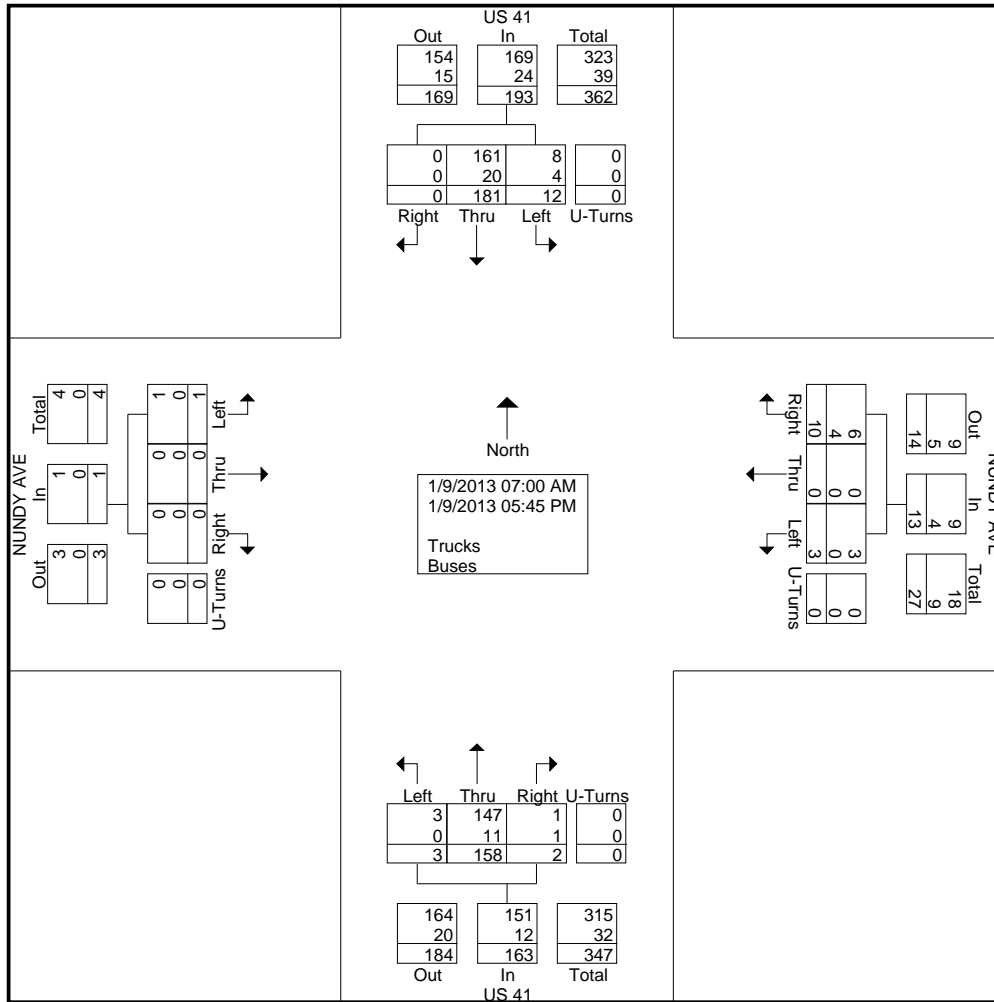 US 41
Out In Total
154 169 323
15 24 39
169 193 362
0 161 8 0
0 20 4 0
0 181 12 0
Right Thru Left U-Turns
NUNDY AVE
Total In Out
4 1 3
0 0 0
4 1 3
Left Thru Right U-Turns
1 0 0 0
0 0 0 0
1 0 0 0
North
1/9/2013 07:00 AM
1/9/2013 05:45 PM
Trucks
Buses
Right Thru Left U-Turns
6 0 3 0
4 0 0 0
10 0 3 0
NUNDY AVE
Out In Total
9 9 18
5 4 9
14 13 27
Left Thru Right U-Turns
3 147 1 0
0 11 1 0
3 158 2 0
164 151 315
20 12 32
184 163 347
Out In Total
US 41